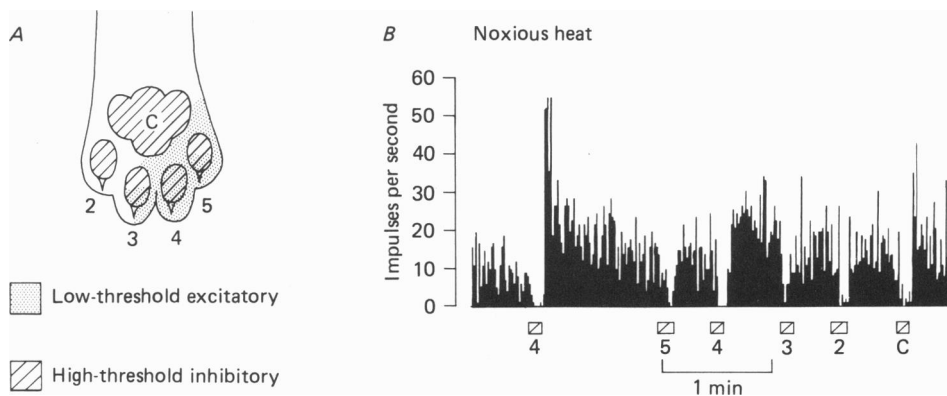 A
C
2
5
3
4
Low-threshold excitatory
High-threshold inhibitory
B Noxious heat
Impulses per second
60
50
40
30
20
10
0
4 5 4 3 2 C
1 min